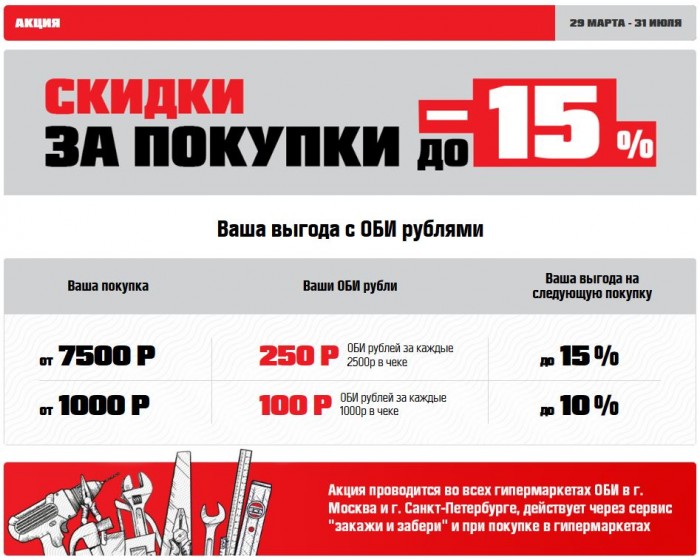 АКЦИЯ
29 МАРТА - 31 ИЮЛЯ
СКИДКИ
ЗА ПОКУПКИ ДО -15%
Ваша выгода с ОБИ рублями
Ваша покупка
Ваши ОБИ рубли
Ваша выгода на
следующую покупку
от 7500 Р
250 Р
ОБИ рублей за каждые
2500р в чеке
до 15%
от 1000 Р
100 Р
ОБИ рублей за каждые
1000р в чеке
до 10%
Акция проводится во всех гипермаркетах ОБИ в г.
Москва и г. Санкт-Петербурге, действует через сервис
"закажи и забери" и при покупке в гипермаркетах